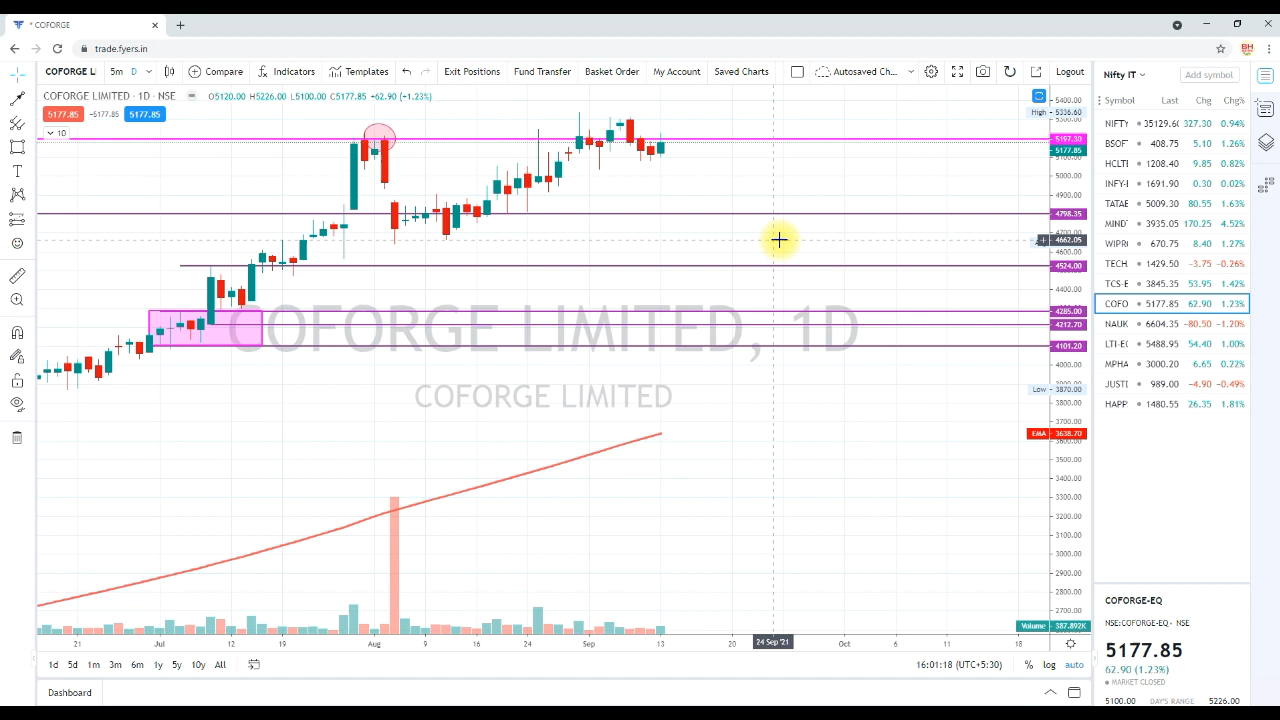 * COFORGE
trade.fyers.in
BH
COFORGE LI 5m D Compare Indicators Templates Exit Positions Fund Tra Basket Order My Account Saved Charts Autosaved Ch... Logout
COFORGE LIMITED · 1D · NSE O5120.00 H5226.00 L5100.00 C5177.85 +62.90 (+1.23%)
5177.85 −5177.85 5177.85
10
COFORGE LIMITED, 1D
COFORGE LIMITED
5400.00
High 5336.60
5300.00
5197.30
5177.85
5100.00
5000.00
4900.00
4798.35
4700.00
4662.05
4600.00
4524.00
4400.00
4285.00
4212.70
4101.20
4000.00
3900.00
Low 3870.00
3800.00
3700.00
EMA 3638.70
3600.00
3500.00
3400.00
3300.00
3200.00
3100.00
3000.00
2900.00
2800.00
2700.00
Volume 387.892K
21 Jul 12 19 Aug 9 16 24 Sep 13 20 24 Sep '21 Oct 6 11 18
1d 5d 1m 3m 6m 1y 5y 10y All 16:01:18 (UTC+5:30) % log auto
Dashboard
Nifty IT Add symbol
Symbol Last Chg Chg%
NIFTY 35129.60 327.30 0.94%
BSOF 408.75 5.10 1.26%
HCLT 1208.40 9.85 0.82%
INFY-I 1691.90 0.30 0.02%
TATAE 5009.30 80.55 1.63%
MIND 3935.05 170.25 4.52%
WIPR 670.75 8.40 1.27%
TECH 1429.50 −3.75 −0.26%
TCS-E 3845.35 53.95 1.42%
COFO 5177.85 62.90 1.23%
NAUK 6604.35 −80.50 −1.20%
LTI-E 5488.95 54.40 1.00%
MPHA 3000.20 6.65 0.22%
JUSTI 989.00 −4.90 −0.49%
HAPP 1480.55 26.35 1.81%
COFORGE-EQ
NSE:COFORGE-EQ · NSE
5177.85
62.90 (1.23%)
MARKET CLOSED
5100.00 DAY'S RANGE 5226.00